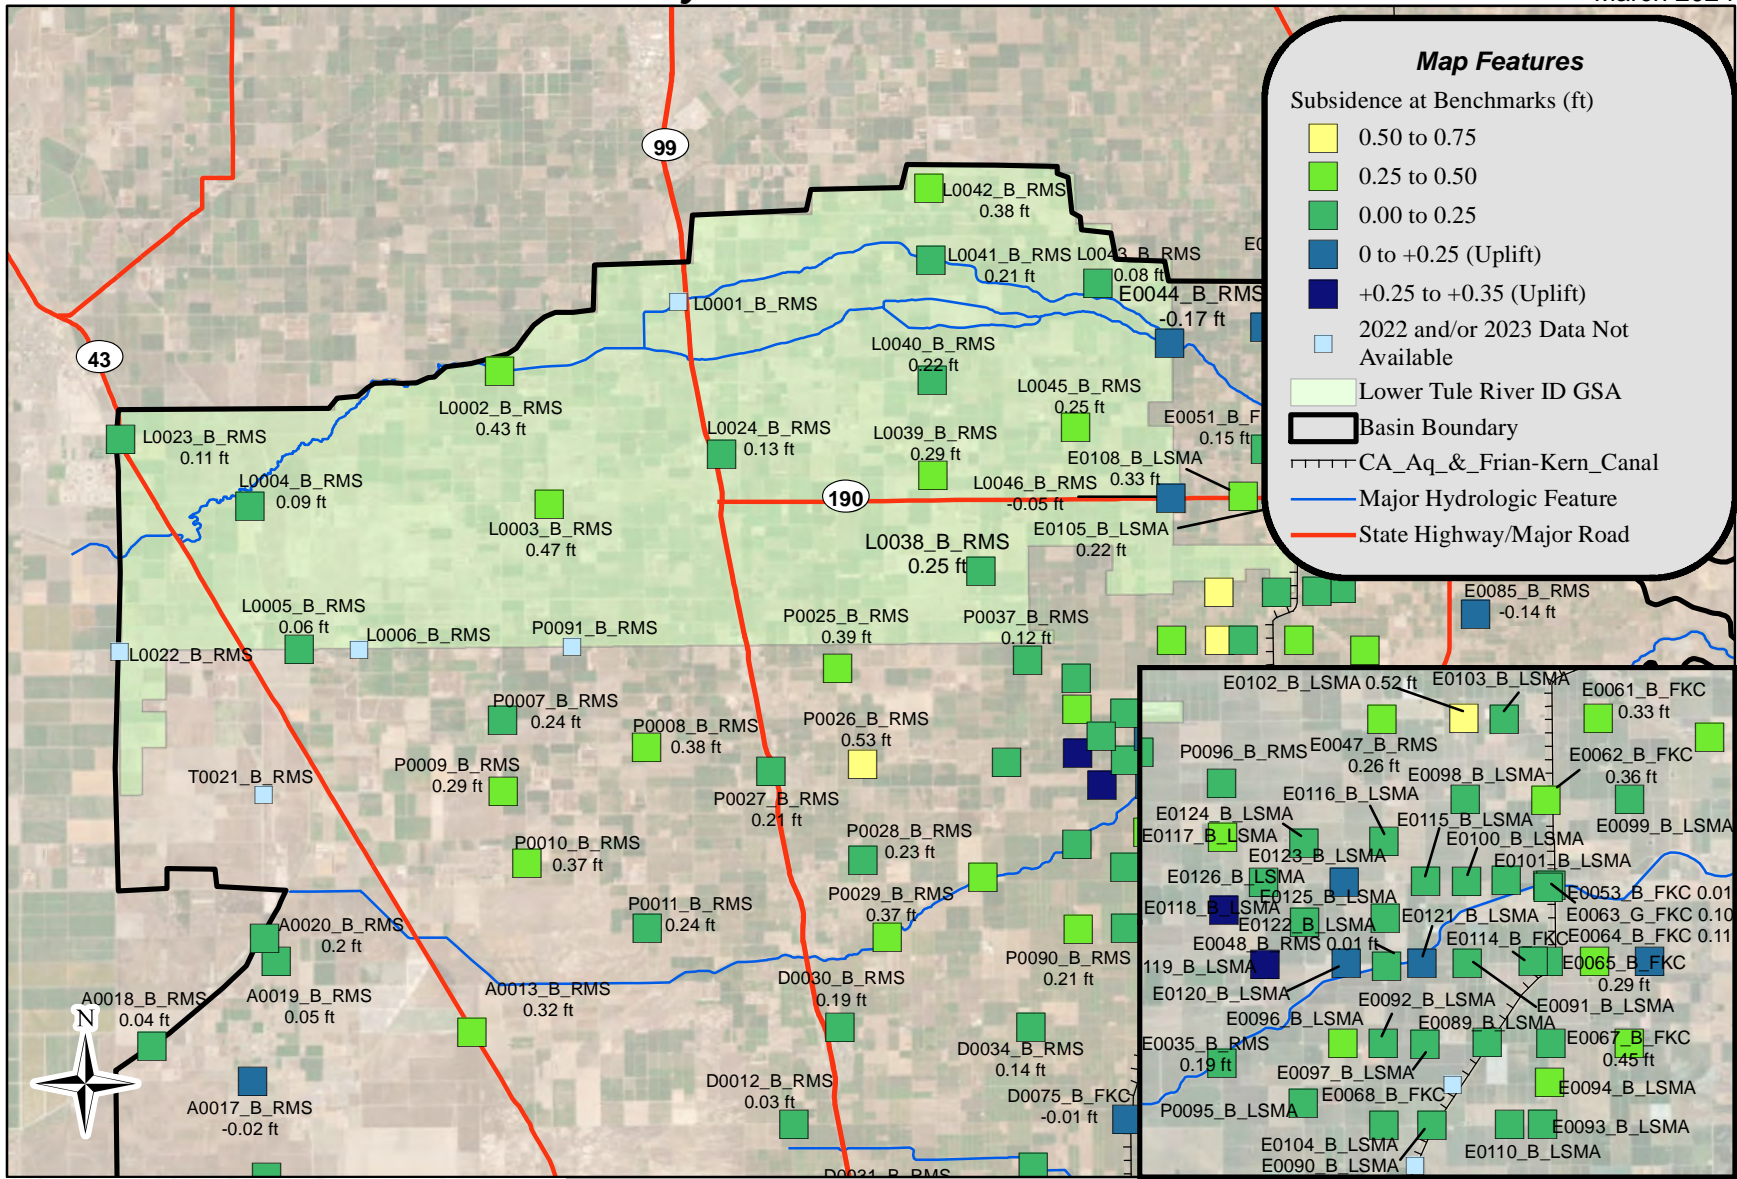 Map Features
Subsidence at Benchmarks (ft)
0.50 to 0.75
0.25 to 0.50
0.00 to 0.25
0 to +0.25 (Uplift)
+0.25 to +0.35 (Uplift)
2022 and/or 2023 Data Not
Available
Lower Tule River ID GSA
Basin Boundary
CA_Aq_&_Frian-Kern_Canal
Major Hydrologic Feature
State Highway/Major Road
99
43
190
L0042_B_RMS
0.38 ft
L0041_B_RMS
0.21 ft
L0043_B_RMS
0.08 ft
E0044_B_RMS
-0.17 ft
L0001_B_RMS
L0040_B_RMS
0.22 ft
L0045_B_RMS
0.25 ft
L0002_B_RMS
0.43 ft
L0023_B_RMS
0.11 ft
L0024_B_RMS
0.13 ft
L0039_B_RMS
0.29 ft
E0051_B_F
0.15 ft
E0108_B_LSMA
0.33 ft
L0004_B_RMS
0.09 ft
L0046_B_RMS
-0.05 ft
L0003_B_RMS
0.47 ft
E0105_B_LSMA
0.22 ft
L0038_B_RMS
0.25 ft
E0085_B_RMS
-0.14 ft
L0005_B_RMS
0.06 ft
L0006_B_RMS
P0091_B_RMS
P0025_B_RMS
0.39 ft
P0037_B_RMS
0.12 ft
L0022_B_RMS
P0007_B_RMS
0.24 ft
P0008_B_RMS
0.38 ft
P0026_B_RMS
0.53 ft
T0021_B_RMS
P0009_B_RMS
0.29 ft
P0027_B_RMS
0.21 ft
P0010_B_RMS
0.37 ft
P0028_B_RMS
0.23 ft
P0029_B_RMS
0.37 ft
P0011_B_RMS
0.24 ft
A0020_B_RMS
0.2 ft
P0090_B_RMS
0.21 ft
A0018_B_RMS
0.04 ft
A0019_B_RMS
0.05 ft
A0013_B_RMS
0.32 ft
D0030_B_RMS
0.19 ft
N
D0034_B_RMS
0.14 ft
A0017_B_RMS
-0.02 ft
D0012_B_RMS
0.03 ft
D0075_B_FKC
-0.01 ft
D0031_B_RMS
E0102_B_LSMA 0.52 ft
E0103_B_LSMA
E0061_B_FKC
0.33 ft
P0096_B_RMS
E0047_B_RMS
0.26 ft
E0062_B_FKC
0.36 ft
E0098_B_LSMA
E0116_B_LSMA
E0124_B_LSMA
E0115_B_LSMA
E0099_B_LSMA
E0117_B_LSMA
E0100_B_LSMA
E0123_B_LSMA
E0101_B_LSMA
E0126_B_LSMA
E0125_B_LSMA
E0053_B_FKC 0.01
E0118_B_LSMA
E0121_B_LSMA
E0063_G_FKC 0.10
E0122_B_LSMA
E0064_B_FKC 0.11
E0048_B_RMS 0.01 ft
E0114_B_FKC
119_B_LSMA
E0065_B_FKC
0.29 ft
E0120_B_LSMA
E0091_B_LSMA
E0092_B_LSMA
E0096_B_LSMA
E0089_B_LSMA
E0035_B_RMS
0.19 ft
E0067_B_FKC
0.45 ft
E0097_B_LSMA
E0068_B_FKC
E0094_B_LSMA
P0095_B_LSMA
E0093_B_LSMA
E0104_B_LSMA
E0110_B_LSMA
E0090_B_LSMA